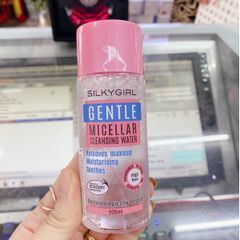 SILKYGIRL
GENTLE
MICELLAR
CLEANSING WATER
Removes makeup
Moisturising
Soothes
105ml